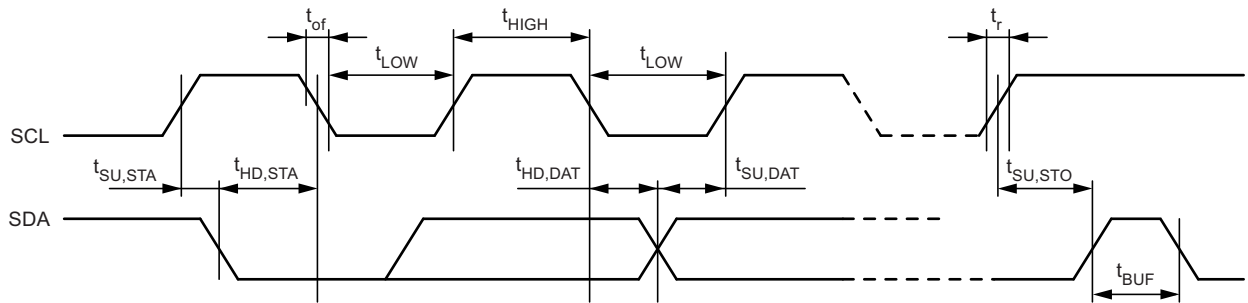 t_of
t_HIGH
t_r
t_LOW
t_LOW
SCL
t_SU,STA
t_HD,STA
t_HD,DAT
t_SU,DAT
t_SU,STO
SDA
t_BUF